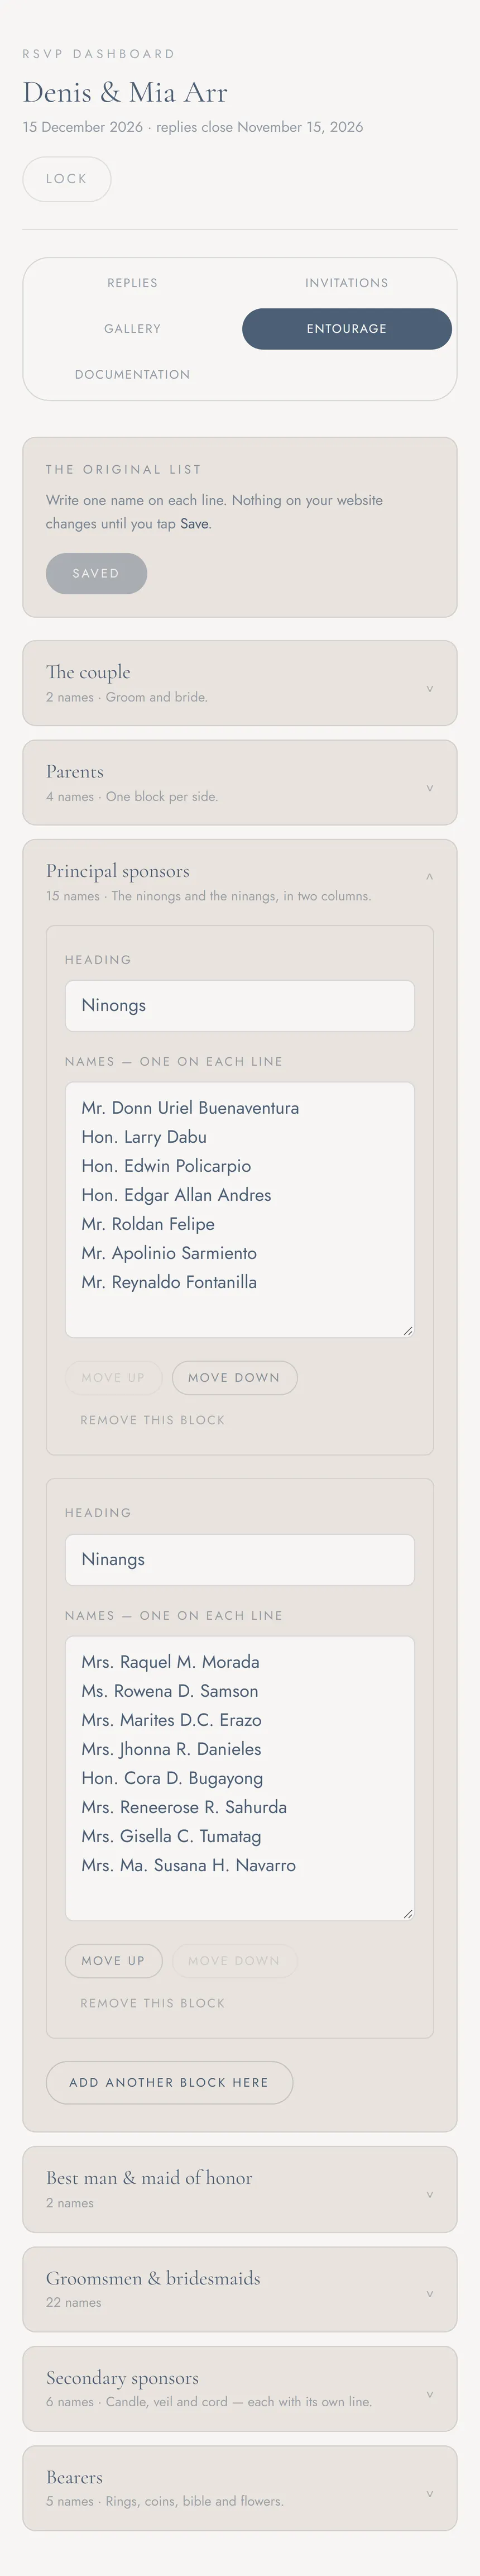 RSVP DASHBOARD
Denis & Mia Arr
15 December 2026 · replies close November 15, 2026
LOCK
REPLIES
INVITATIONS
GALLERY
ENTOURAGE
DOCUMENTATION
THE ORIGINAL LIST
Write one name on each line. Nothing on your website
changes until you tap Save.
SAVED
The couple
2 names · Groom and bride.
v
Parents
4 names · One block per side.
v
Principal sponsors
15 names · The ninongs and the ninangs, in two columns.
^
HEADING
Ninongs
NAMES — ONE ON EACH LINE
Mr. Donn Uriel Buenaventura
Hon. Larry Dabu
Hon. Edwin Policarpio
Hon. Edgar Allan Andres
Mr. Roldan Felipe
Mr. Apolinio Sarmiento
Mr. Reynaldo Fontanilla
MOVE UP
MOVE DOWN
REMOVE THIS BLOCK
HEADING
Ninangs
NAMES — ONE ON EACH LINE
Mrs. Raquel M. Morada
Ms. Rowena D. Samson
Mrs. Marites D.C. Erazo
Mrs. Jhonna R. Danieles
Hon. Cora D. Bugayong
Mrs. Reneerose R. Sahurda
Mrs. Gisella C. Tumatag
Mrs. Ma. Susana H. Navarro
MOVE UP
MOVE DOWN
REMOVE THIS BLOCK
ADD ANOTHER BLOCK HERE
Best man & maid of honor
2 names
v
Groomsmen & bridesmaids
22 names
v
Secondary sponsors
6 names · Candle, veil and cord — each with its own line.
v
Bearers
5 names · Rings, coins, bible and flowers.
v